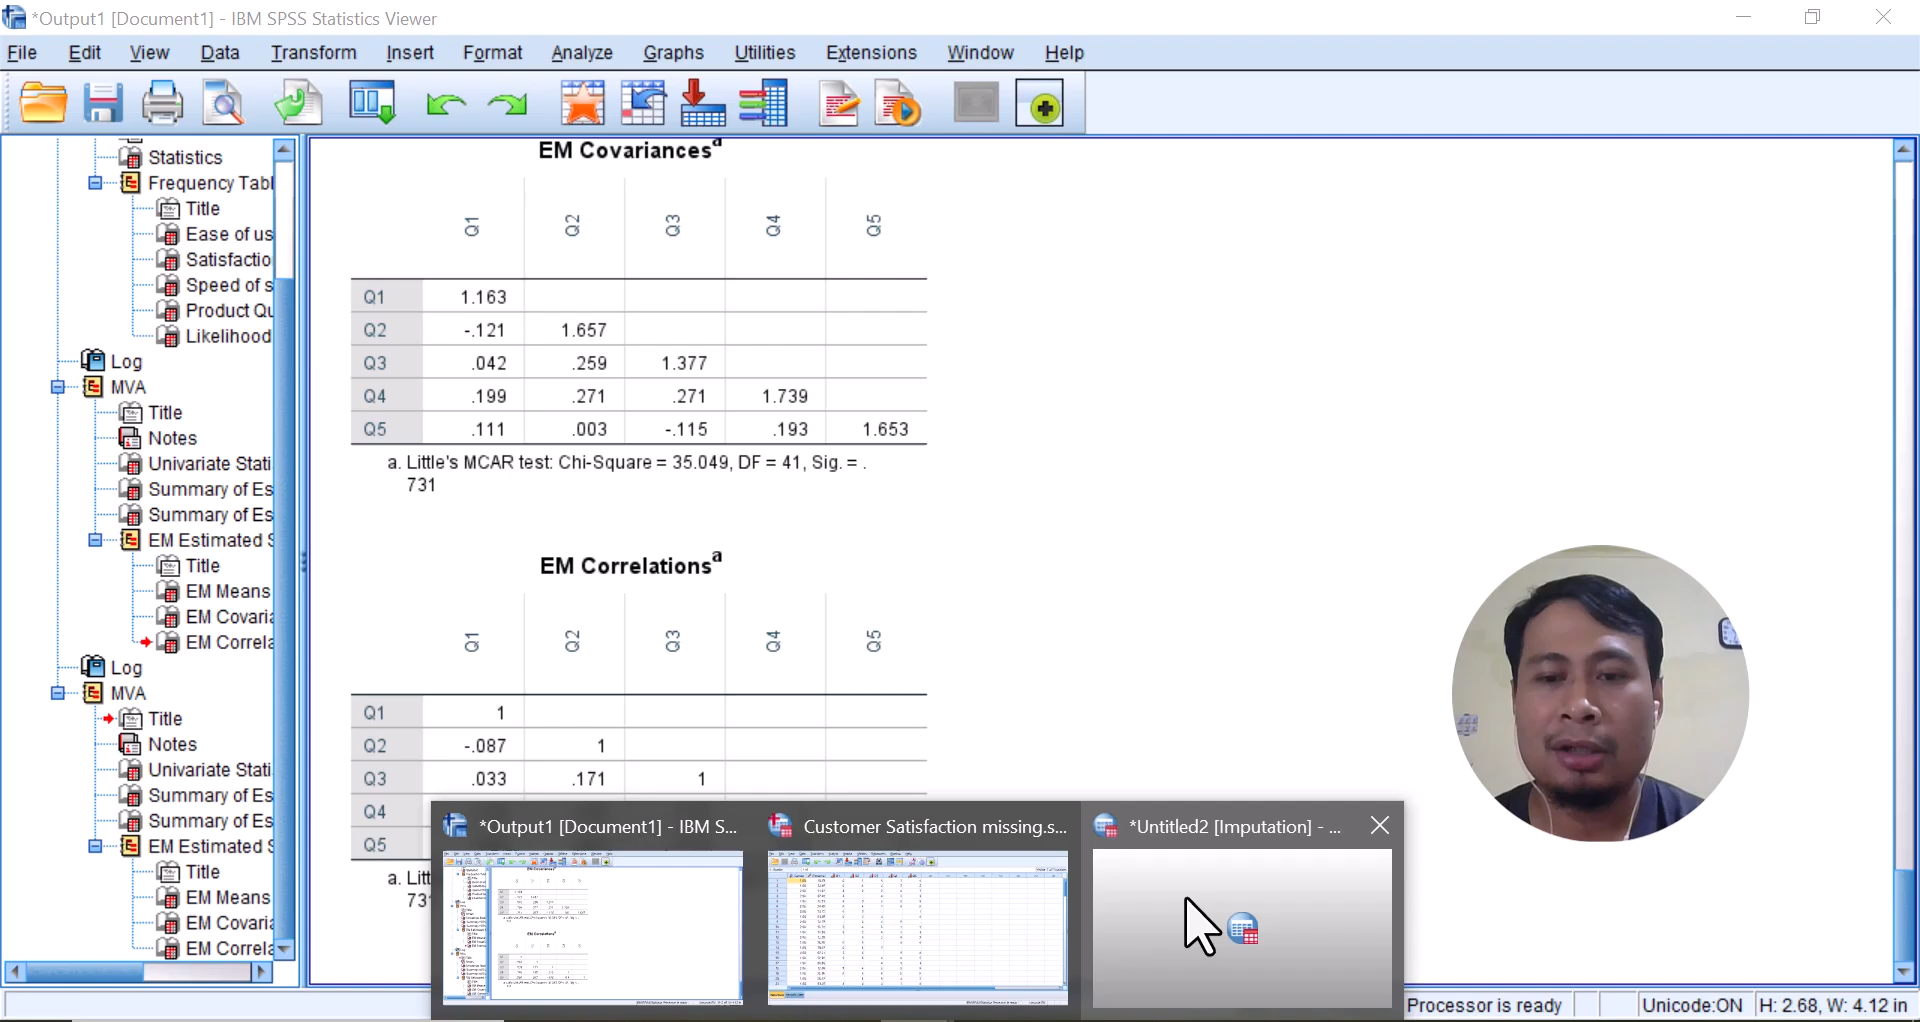 *Output1 [Document1] - IBM SPSS Statistics Viewer
File Edit View Data Transform Insert Format Analyze Graphs Utilities Extensions Window Help
Statistics
Frequency Tabl
Title
Ease of us
Satisfactio
Speed of s
Product Qu
Likelihood
Log
MVA
Title
Notes
Univariate Stati
Summary of Es
Summary of Es
EM Estimated S
Title
EM Means
EM Covaria
EM Correla
Log
MVA
Title
Notes
Univariate Stati
Summary of Es
Summary of Es
EM Estimated S
Title
EM Means
EM Covaria
EM Correla
EM Covariancesa
Q1 Q2 Q3 Q4 Q5
Q1 1.163
Q2 -.121 1.657
Q3 .042 .259 1.377
Q4 .199 .271 .271 1.739
Q5 .111 .003 -.115 .193 1.653
a. Little's MCAR test: Chi-Square = 35.049, DF = 41, Sig. = .
731
EM Correlationsa
Q1 Q2 Q3 Q4 Q5
Q1 1
Q2 -.087 1
Q3 .033 .171 1
Q4
Q5
a. Litt
731
*Output1 [Document1] - IBM S...
Customer Satisfaction missing.s...
*Untitled2 [Imputation] - ...
Processor is ready
Unicode:ON
H: 2.68, W: 4.12 in